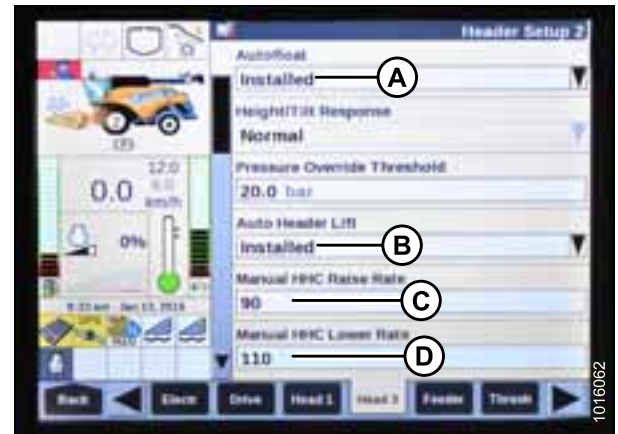 Header Setup 2
Autofloat
Installed
A
Height/Tilt Response
Normal
Pressure Override Threshold
20.0 bar
Auto Header Lift
Installed
B
Manual HHC Raise Rate
90
C
Manual HHC Lower Rate
110
D
12.0
0.0
km/h
0%
Back
Electr
Drive
Head 1
Head 2
Feeder
Thresh
1016062